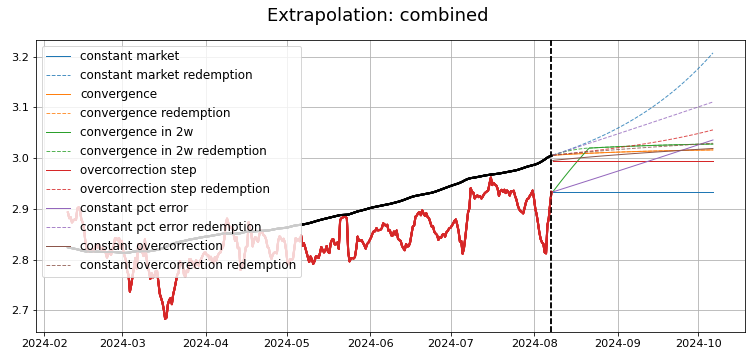 Extrapolation: combined
3.2
3.1
3.0
2.9
2.8
2.7
constant market
constant market redemption
convergence
convergence redemption
convergence in 2w
convergence in 2w redemption
overcorrection step
overcorrection step redemption
constant pct error
constant pct error redemption
constant overcorrection
constant overcorrection redemption
2024-02 2024-03 2024-04 2024-05 2024-06 2024-07 2024-08 2024-09 2024-10